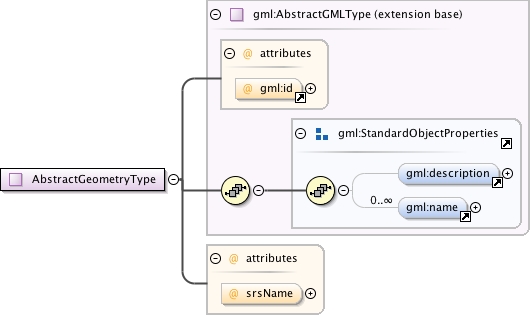 gml:AbstractGMLType (extension base)
@ attributes
@ gml:id
gml:StandardObjectProperties
gml:description
AbstractGeometryType
0..∞
gml:name
@ attributes
@ srsName